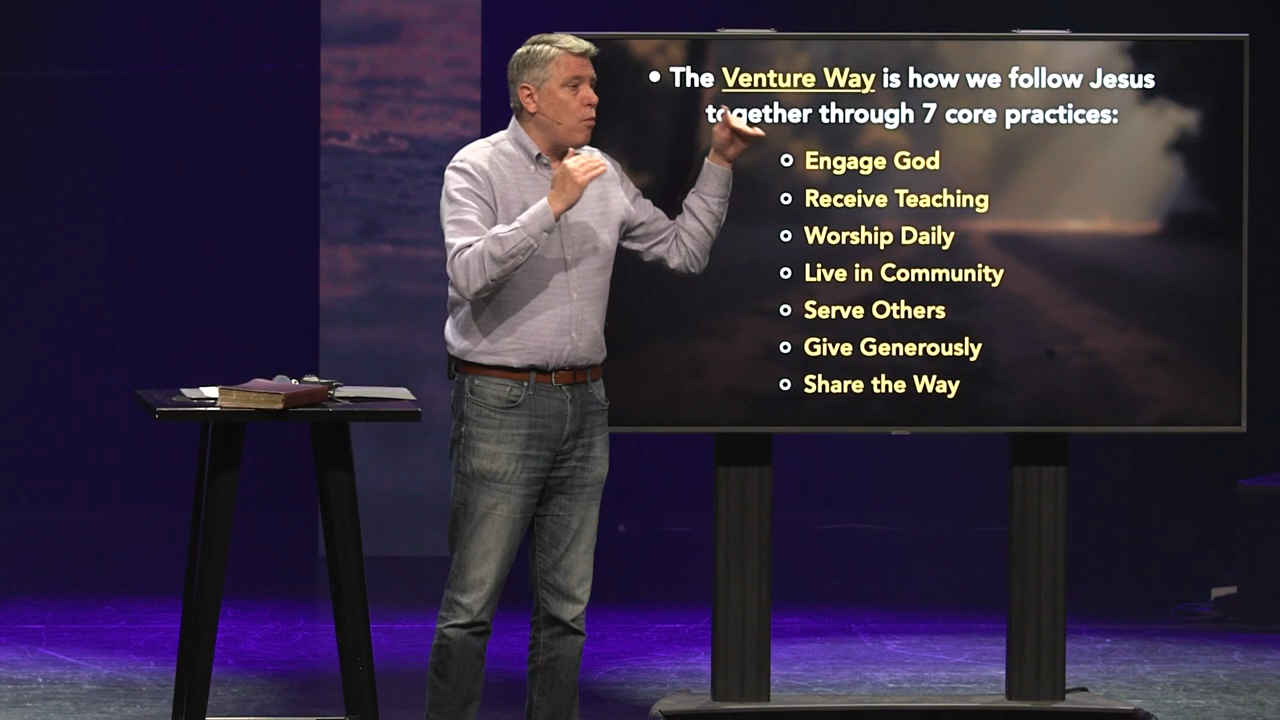 • The Venture Way is how we follow Jesus
together through 7 core practices:
○ Engage God
○ Receive Teaching
○ Worship Daily
○ Live in Community
○ Serve Others
○ Give Generously
○ Share the Way